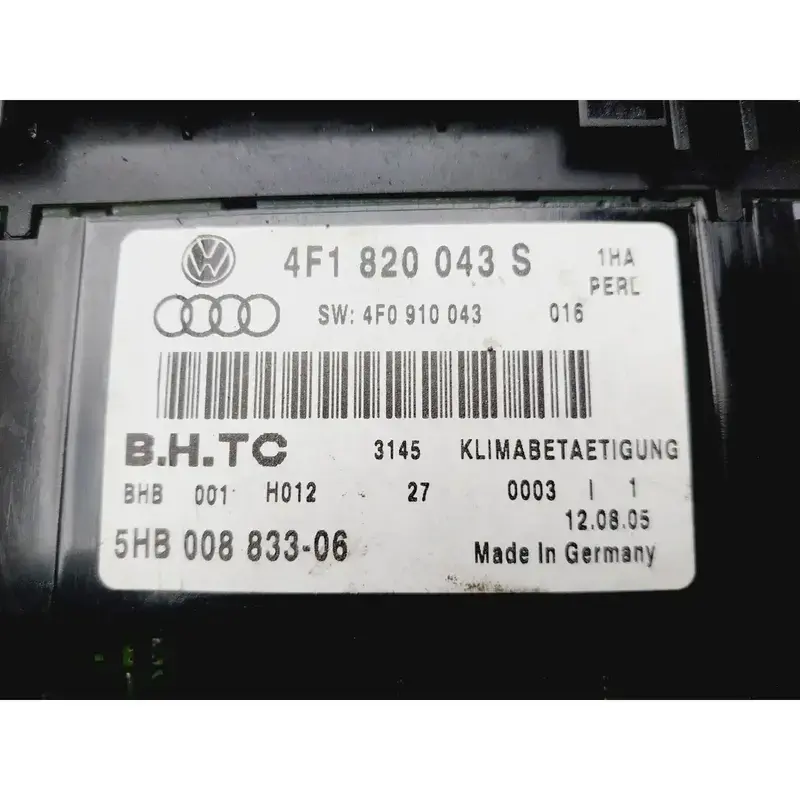 4F1 820 043 S 1HA
PERL
SW: 4F0 910 043 016
B.H.TC 3145 KLIMABETAETIGUNG
BHB 001 H012 27 0003 I 1
12.08.05
5HB 008 833-06 Made In Germany